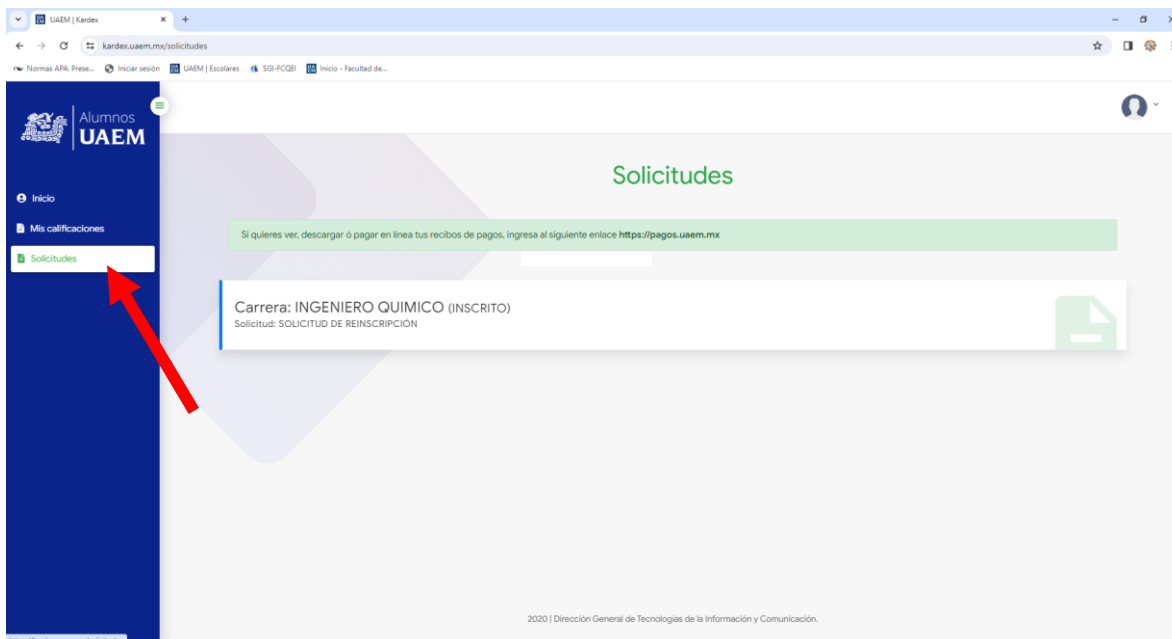 UAEM | Kardex
kardex.uaem.mx/solicitudes
Normas APA: Prese...
Iniciar sesión
UAEM | Escolares
SGI-FCQEI
Inicio - Facultad de...
Alumnos
UAEM
Inicio
Mis calificaciones
Solicitudes
Solicitudes
Si quieres ver, descargar ó pagar en linea tus recibos de pagos, ingresa al siguiente enlace https://pagos.uaem.mx
Carrera: INGENIERO QUIMICO (INSCRITO)
Solicitud: SOLICITUD DE REINSCRIPCIÓN
2020 | Dirección General de Tecnologías de la Información y Comunicación.